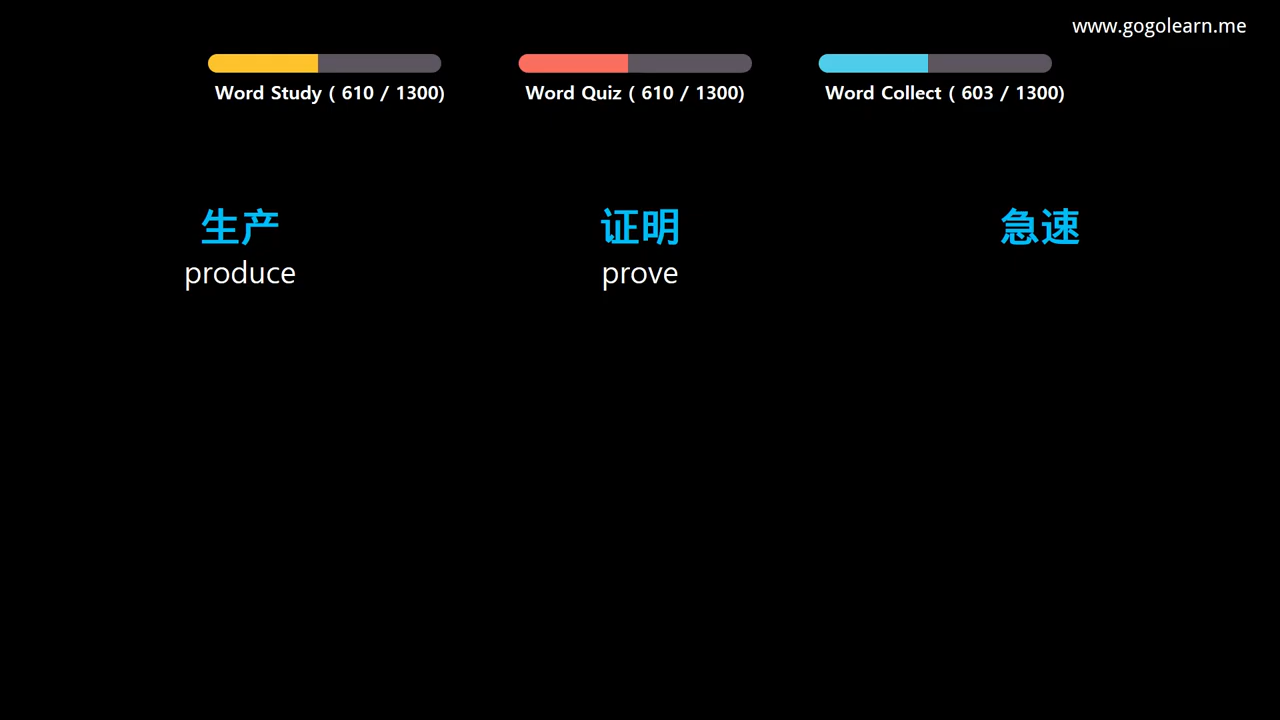 www.gogolearn.me
Word Study ( 610 / 1300)
Word Quiz ( 610 / 1300)
Word Collect ( 603 / 1300)
生产
produce
证明
prove
急速